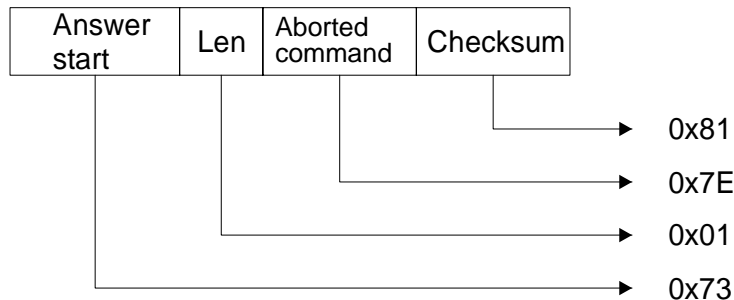 Answer
start
Len
Aborted
command
Checksum
0x81
0x7E
0x01
0x73